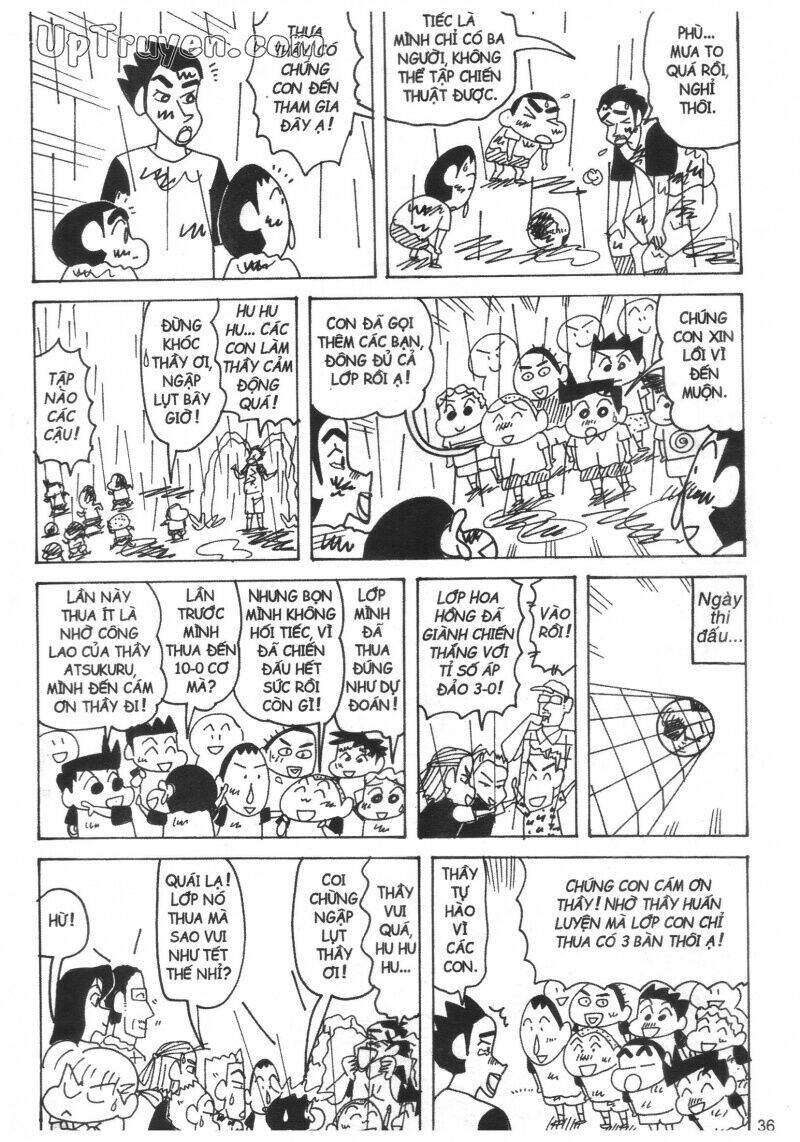 UpTruyen.com
PHÙ...
MƯA TO
QUÁ RỒI,
NGHỈ
THÔI.
TIẾC LÀ
MÌNH CHỈ CÓ BA
NGƯỜI, KHÔNG
THỂ TẬP CHIẾN
THUẬT ĐƯỢC.
THƯA
THẦY CÓ
CHÚNG
CON ĐẾN
THAM GIA
ĐÂY Ạ!
CHÚNG
CON XIN
LỖI VÌ
ĐẾN
MUỘN.
CON ĐÃ GỌI
THÊM CÁC BẠN,
ĐÔNG ĐỦ CẢ
LỚP RỒI Ạ!
HU HU
HU... CÁC
CON LÀM
THẦY CẢM
ĐỘNG
QUÁ!
ĐỪNG
KHÓC
THẦY ƠI,
NGẬP
LỤT BÂY
GIỜ!
TẬP
NÀO
CÁC
CẬU!
Ngày
thi
đấu...
VÀO
RỒI!
LỚP HOA
HỒNG ĐÃ
GIÀNH CHIẾN
THẮNG VỚI
TỈ SỐ ÁP
ĐẢO 3-0!
LỚP
MÌNH
ĐÃ
THUA
ĐÚNG
NHƯ DỰ
ĐOÁN!
NHƯNG BỌN
MÌNH KHÔNG
HỐI TIẾC, VÌ
ĐÃ CHIẾN
ĐẤU HẾT
SỨC RỒI
CÒN GÌ!
LẦN
TRƯỚC
MÌNH
THUA ĐẾN
10-0 CƠ
MÀ?
LẦN NÀY
THUA ÍT LÀ
NHỜ CÔNG
LAO CỦA THẦY
ATSUKURU,
MÌNH ĐẾN CẢM
ƠN THẦY ĐI!
CHÚNG CON CẢM ƠN
THẦY! NHỜ THẦY HUẤN
LUYỆN MÀ LỚP CON CHỈ
THUA CÓ 3 BÀN THÔI Ạ!
THẦY
TỰ
HÀO
VÌ
CÁC
CON.
THẦY
VUI
QUÁ,
HU HU
HU...
COI
CHỪNG
NGẬP
LỤT
THẦY
ƠI!
QUÁI LẠ!
LỚP NÓ
THUA MÀ
SAO VUI
NHƯ TẾT
THẾ NHỈ?
HỪ!
36